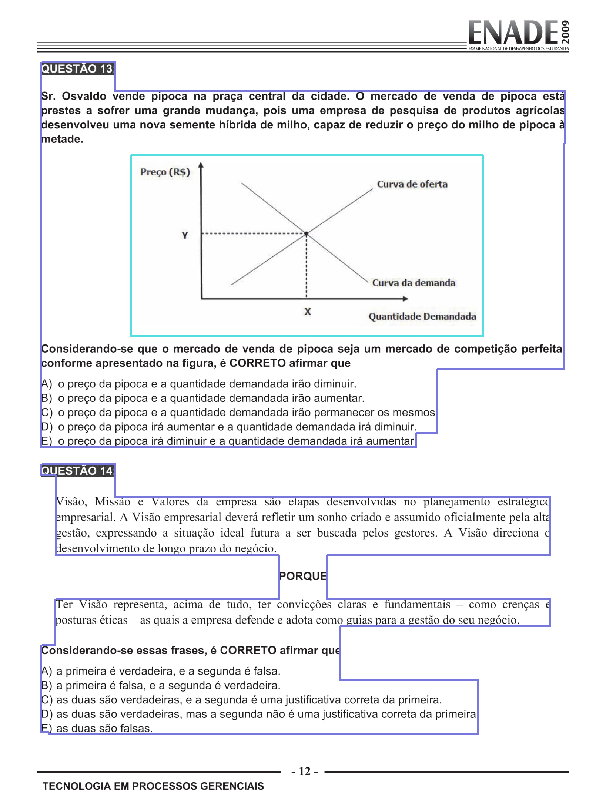 ENADE 2009
EXAME NACIONAL DE DESEMPENHO DOS ESTUDANTES
QUESTÃO 13
Sr. Osvaldo vende pipoca na praça central da cidade. O mercado de venda de pipoca está
prestes a sofrer uma grande mudança, pois uma empresa de pesquisa de produtos agrícolas
desenvolveu uma nova semente híbrida de milho, capaz de reduzir o preço do milho de pipoca à
metade.
Preço (R$)
Curva de oferta
Y
Curva da demanda
X
Quantidade Demandada
Considerando-se que o mercado de venda de pipoca seja um mercado de competição perfeita,
conforme apresentado na figura, é CORRETO afirmar que
A) o preço da pipoca e a quantidade demandada irão diminuir.
B) o preço da pipoca e a quantidade demandada irão aumentar.
C) o preço da pipoca e a quantidade demandada irão permanecer os mesmos
D) o preço da pipoca irá aumentar e a quantidade demandada irá diminuir.
E) o preço da pipoca irá diminuir e a quantidade demandada irá aumentar
QUESTÃO 14
Visão, Missão e Valores da empresa são etapas desenvolvidas no planejamento estratégico
empresarial. A Visão empresarial deverá refletir um sonho criado e assumido oficialmente pela alta
gestão, expressando a situação ideal futura a ser buscada pelos gestores. A Visão direciona o
desenvolvimento de longo prazo do negócio.
PORQUE
Ter Visão representa, acima de tudo, ter convicções claras e fundamentais – como crenças e
posturas éticas – as quais a empresa defende e adota como guias para a gestão do seu negócio.
Considerando-se essas frases, é CORRETO afirmar que
A) a primeira é verdadeira, e a segunda é falsa.
B) a primeira é falsa, e a segunda é verdadeira.
C) as duas são verdadeiras, e a segunda é uma justificativa correta da primeira.
D) as duas são verdadeiras, mas a segunda não é uma justificativa correta da primeira
E) as duas são falsas.
- 12 -
TECNOLOGIA EM PROCESSOS GERENCIAIS